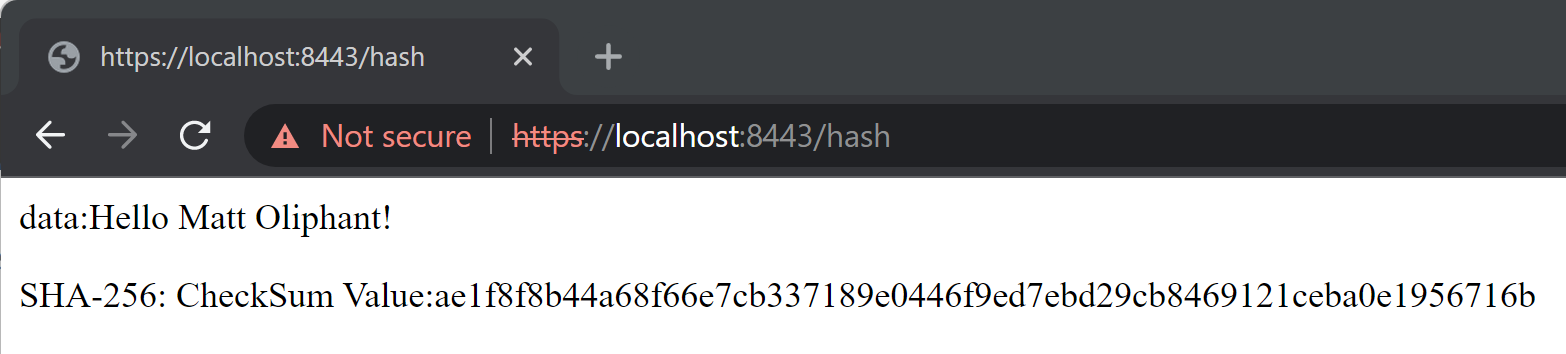 https://localhost:8443/hash
Not secure https://localhost:8443/hash
data:Hello Matt Oliphant!
SHA-256: CheckSum Value:ae1f8f8b44a68f66e7cb337189e0446f9ed7ebd29cb8469121ceba0e1956716b